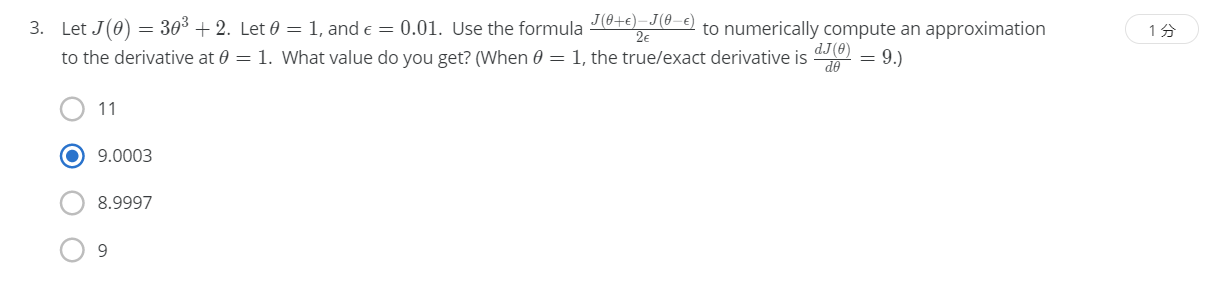 3. Let J(θ) = 3θ³ + 2. Let θ = 1, and ϵ = 0.01. Use the formula \frac{J(θ+ϵ)−J(θ−ϵ)}{2ϵ} to numerically compute an approximation
1 分
to the derivative at θ = 1. What value do you get? (When θ = 1, the true/exact derivative is \frac{dJ(θ)}{dθ} = 9.)
11
9.0003
8.9997
9